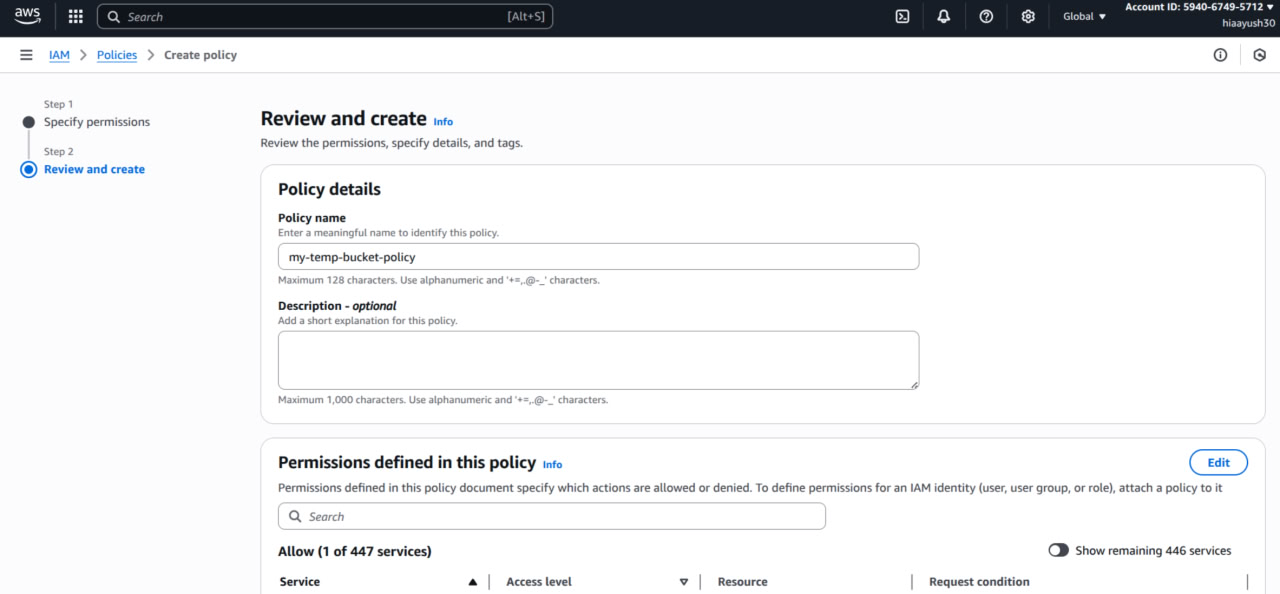 aws
Search [Alt+S]
Global
Account ID: 5940-6749-5712
hiaayush30
IAM > Policies > Create policy
Step 1
Specify permissions
Step 2
Review and create
Review and create Info
Review the permissions, specify details, and tags.
Policy details
Policy name
Enter a meaningful name to identify this policy.
my-temp-bucket-policy
Maximum 128 characters. Use alphanumeric and '+=,.@-_' characters.
Description - optional
Add a short explanation for this policy.
Maximum 1,000 characters. Use alphanumeric and '+=,.@-_' characters.
Permissions defined in this policy Info
Edit
Permissions defined in this policy document specify which actions are allowed or denied. To define permissions for an IAM identity (user, user group, or role), attach a policy to it
Search
Allow (1 of 447 services)
Show remaining 446 services
Service
Access level
Resource
Request condition